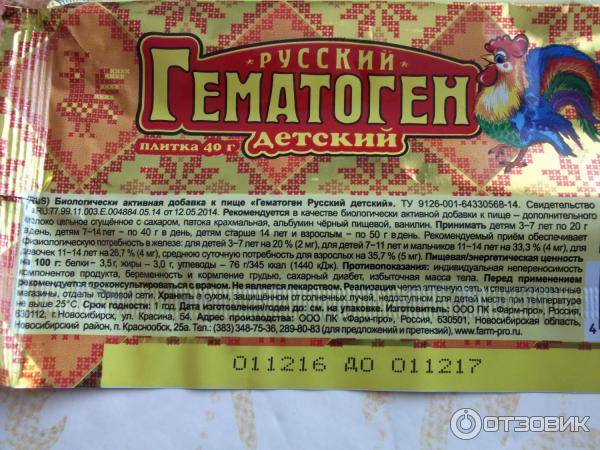 РУССКИЙ
ГЕМАТОГЕН
ДЕТСКИЙ
ПЛИТКА 40 Г
(RUS) Биологически активная добавка к пище «Гематоген Русский детский». ТУ 9126-001-64330568-14. Свидетельство
RU.77.99.11.003.Е.004884.05.14 от 12.05.2014. Рекомендуется в качестве биологически активной добавки к пище – дополнительного
молоко цельное сгущённое с сахаром, патока крахмальная, альбумин чёрный пищевой, ванилин. Принимать детям 3–7 лет по 20 г
в день, детям 7–14 лет – по 40 г в день, детям старше 14 лет и взрослым – по 50 г в день. Рекомендуемый приём обеспечивает
физиологическую потребность в железе: для детей 3–7 лет на 20 % (2 мг), для детей 7–11 лет и мальчиков 11–14 лет на 33,3 % (4 мг), для
девочек 11–14 лет на 26,7 % (4 мг), среднюю суточную потребность для взрослых на 35,7 % (5 мг). Пищевая/энергетическая ценность
на 100 г: белки – 3,5 г, жиры – 3,0 г, углеводы – 76 г/345 ккал (1440 кДж). Противопоказания: индивидуальная непереносимость
компонентов продукта, беременность и кормление грудью, сахарный диабет, избыточная масса тела. Перед применением
рекомендуется проконсультироваться с врачом. Не является лекарством. Реализация через аптечную сеть и специализированные
магазины, отделы торговой сети. Хранить в сухом, защищённом от солнечных лучей, недоступном для детей месте при температуре
не выше 25°С. Срок годности: 1 год. Дата изготовления/годен до: см. на упаковке. Изготовитель: ООО ПК «Фарм-про», Россия,
630112, г.Новосибирск, ул. Красина, 54. Адрес производства: ООО ПК «Фарм-про», Россия, 630501, Новосибирская область,
Новосибирский район, п.Краснообск, 25а. Тел.: (383) 348-75-36, 289-80-83 (для предложений и претензий), www.farm-pro.ru
4
011216 ДО 011217
ОТЗОВИК